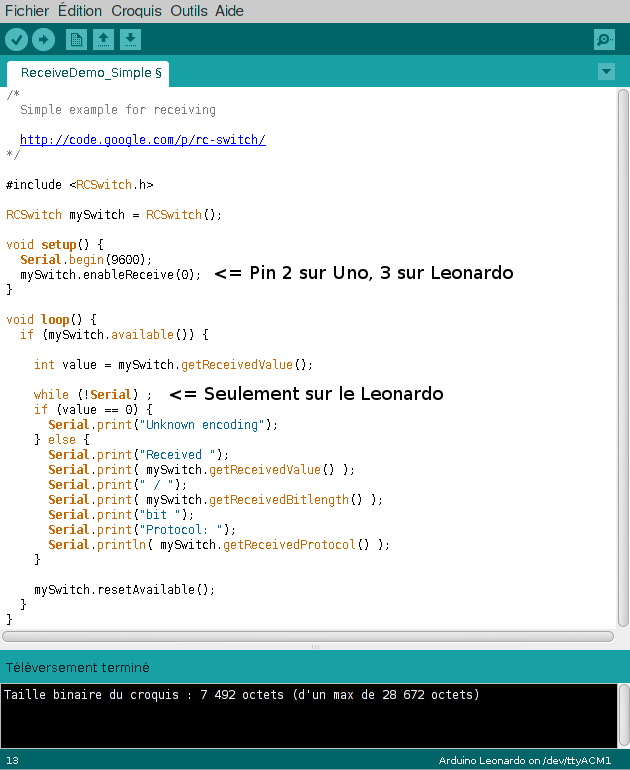 Fichier Édition Croquis Outils Aide
ReceiveDemo_Simple §
/*
Simple example for receiving
http://code.google.com/p/rc-switch/
*/
#include <RCSwitch.h>
RCSwitch mySwitch = RCSwitch();
void setup() {
Serial.begin(9600);
mySwitch.enableReceive(0); <= Pin 2 sur Uno, 3 sur Leonardo
}
void loop() {
if (mySwitch.available()) {
int value = mySwitch.getReceivedValue();
while (!Serial) ; <= Seulement sur le Leonardo
if (value == 0) {
Serial.print("Unknown encoding");
} else {
Serial.print("Received ");
Serial.print( mySwitch.getReceivedValue() );
Serial.print(" / ");
Serial.print( mySwitch.getReceivedBitlength() );
Serial.print("bit ");
Serial.print("Protocol: ");
Serial.println( mySwitch.getReceivedProtocol() );
}
mySwitch.resetAvailable();
}
}
Téléversement terminé
Taille binaire du croquis : 7 492 octets (d'un max de 28 672 octets)
13 Arduino Leonardo on /dev/ttyACM1